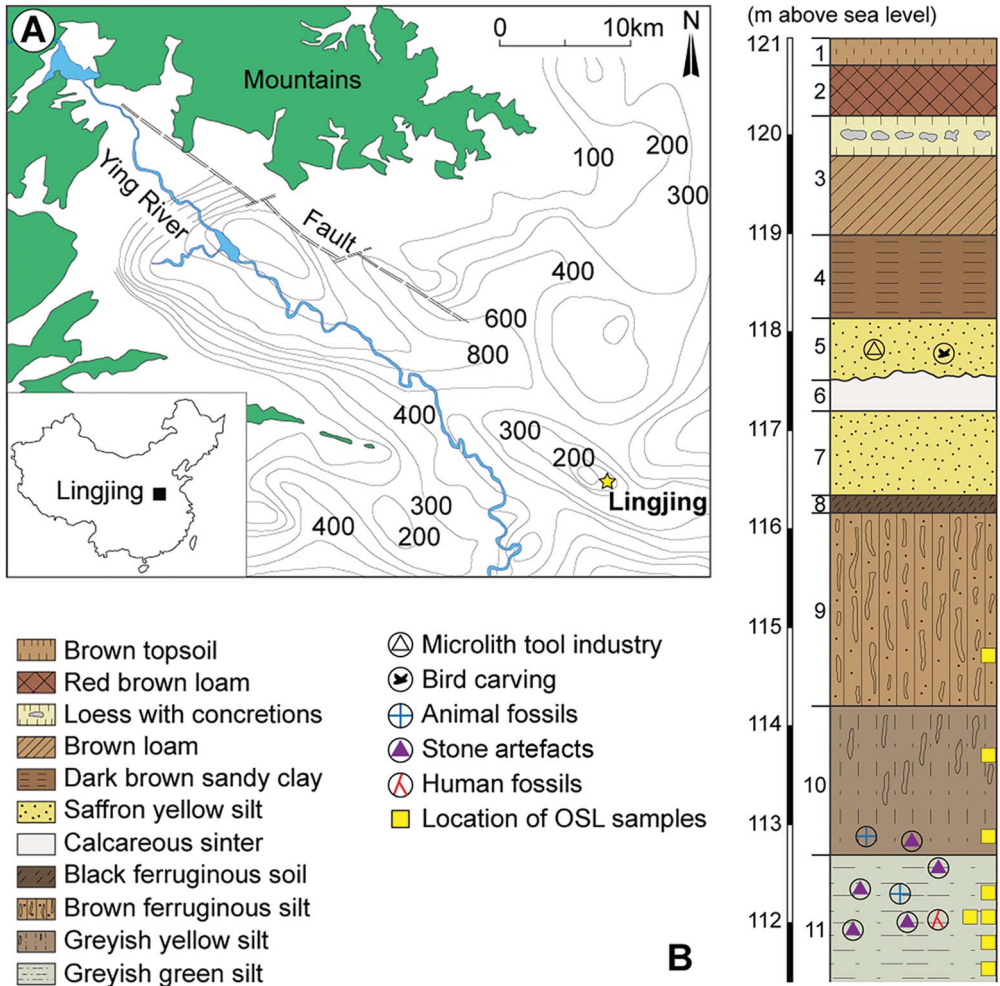 A
0 10km
N
Mountains
Ying River
Fault
100
200
300
400
600
800
400
300
200
Lingjing
300
400
200
Lingjing
Brown topsoil
Red brown loam
Loess with concretions
Brown loam
Dark brown sandy clay
Saffron yellow silt
Calcareous sinter
Black ferruginous soil
Brown ferruginous silt
Greyish yellow silt
Greyish green silt
Microlith tool industry
Bird carving
Animal fossils
Stone artefacts
Human fossils
Location of OSL samples
B
(m above sea level)
121
1
2
120
3
119
4
118
5
6
117
7
8
116
9
115
114
10
113
112
11